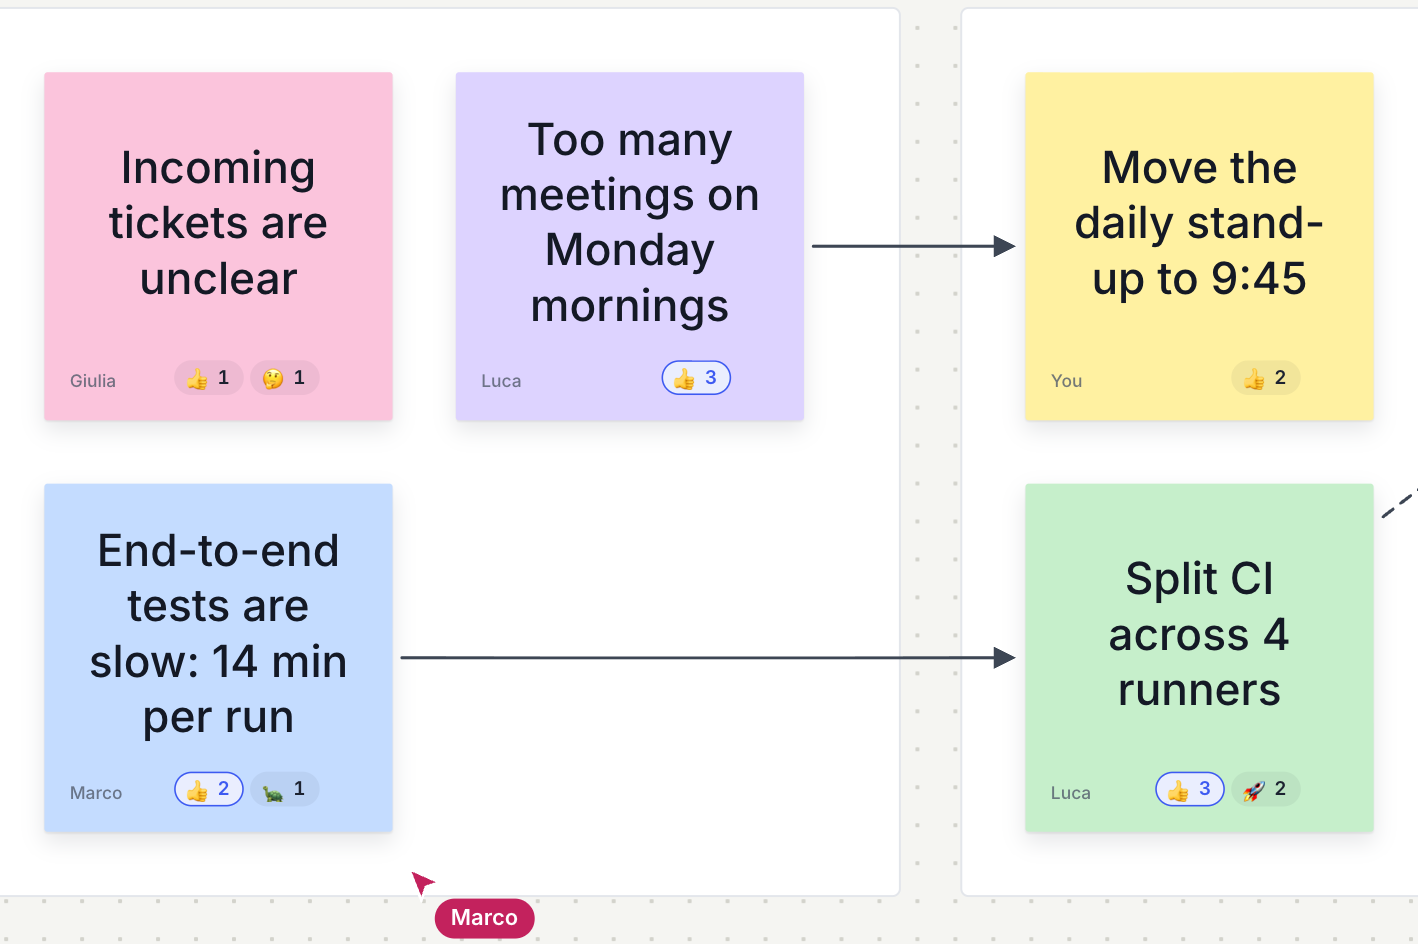 Incoming
tickets are
unclear
Giulia
👍 1
🤔 1
Too many
meetings on
Monday
mornings
Luca
👍 3
Move the
daily stand-
up to 9:45
You
👍 2
End-to-end
tests are
slow: 14 min
per run
Marco
👍 2
🐛 1
Split CI
across 4
runners
Luca
👍 3
🚀 2
Marco